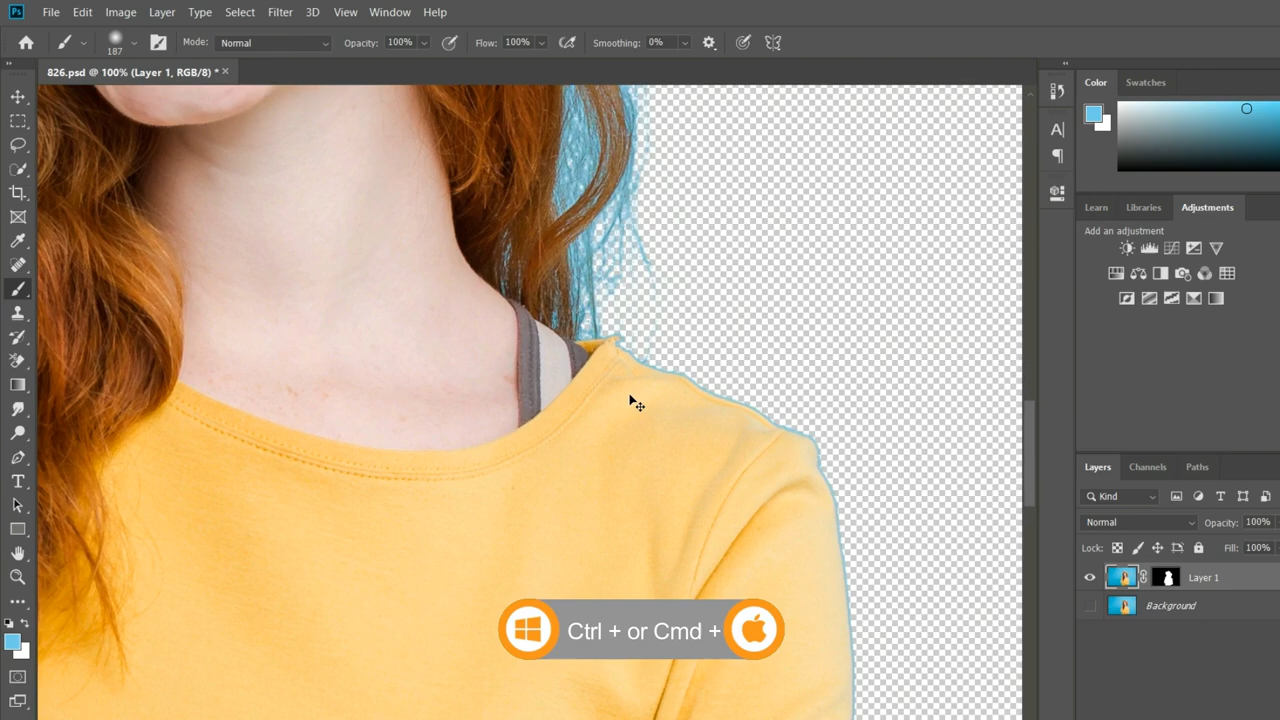 Ps File Edit Image Layer Type Select Filter 3D View Window Help
187 Mode: Normal Opacity: 100% Flow: 100% Smoothing: 0%
826.psd @ 100% (Layer 1, RGB/8) * ×
Color Swatches
Learn Libraries Adjustments
Add an adjustment
Layers Channels Paths
Kind
Normal Opacity: 100%
Lock: Fill: 100%
Layer 1
Background
Ctrl + or Cmd +